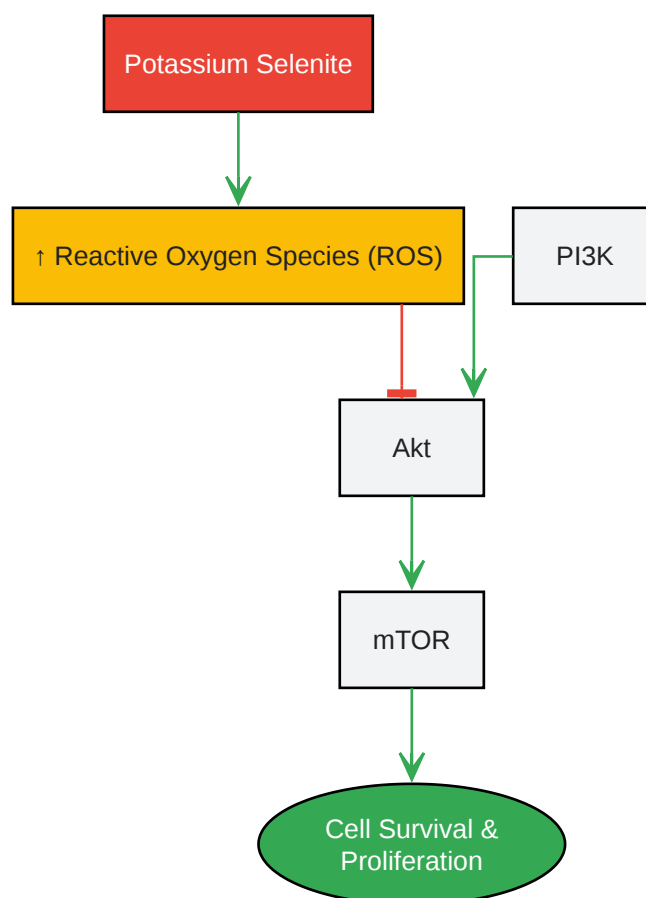 Potassium Selenite
↑ Reactive Oxygen Species (ROS)
PI3K
Akt
mTOR
Cell Survival &
Proliferation